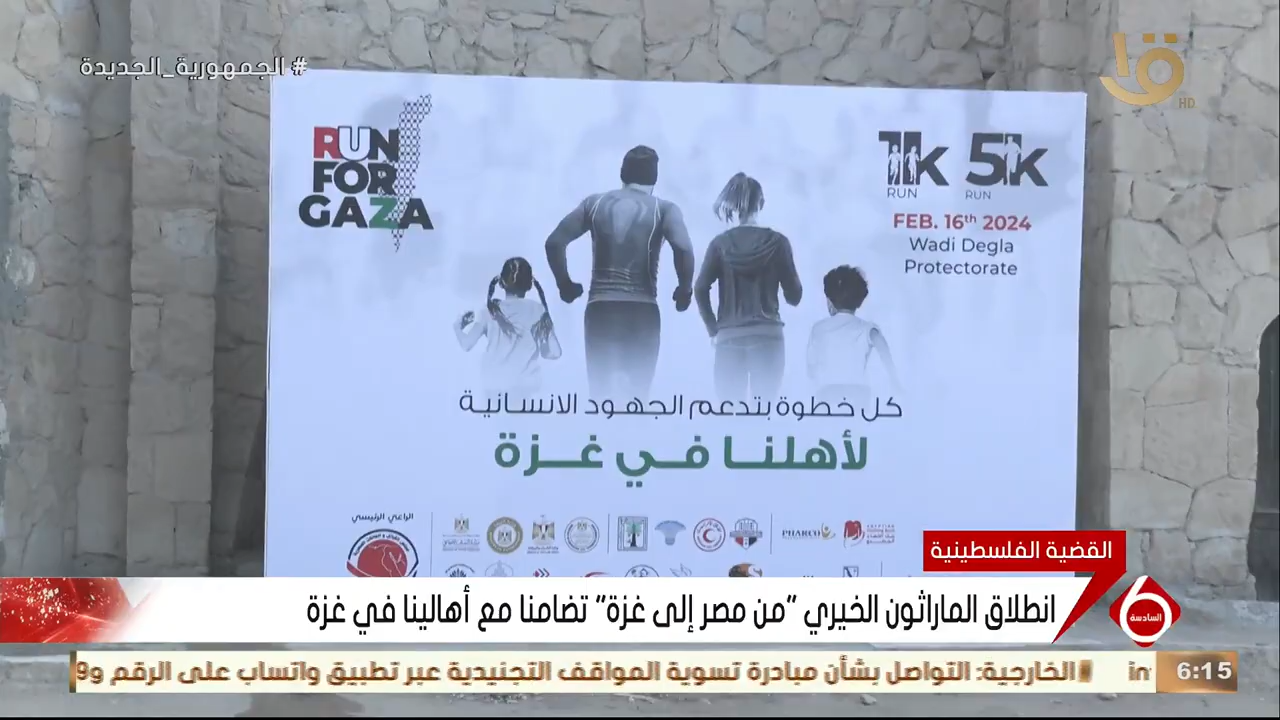 #الجمهورية_الجديدة
HD
RUN
FOR
GAZA
1k
RUN
5k
RUN
FEB. 16th 2024
Wadi Degla
Protectorate
كل خطوة بتدعم الجهود الانسانية
لأهلنا في غزة
الراعي الرئيسي
PHARCO
القضية الفلسطينية
انطلاق الماراثون الخيري "من مصر إلى غزة" تضامنا مع أهالينا في غزة
6
السادسة
الخارجية: التواصل بشأن مبادرة تسوية المواقف التجنيدية عبر تطبيق واتساب على الرقم
6:15